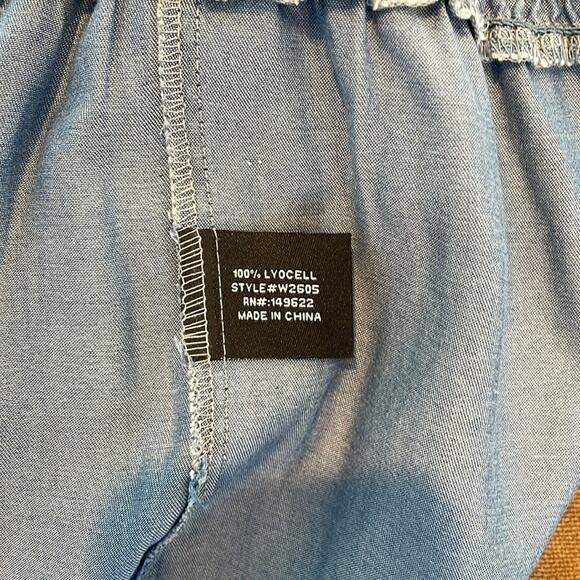 100% LYOCELL
STYLE#W2605
RN#:149622
MADE IN CHINA